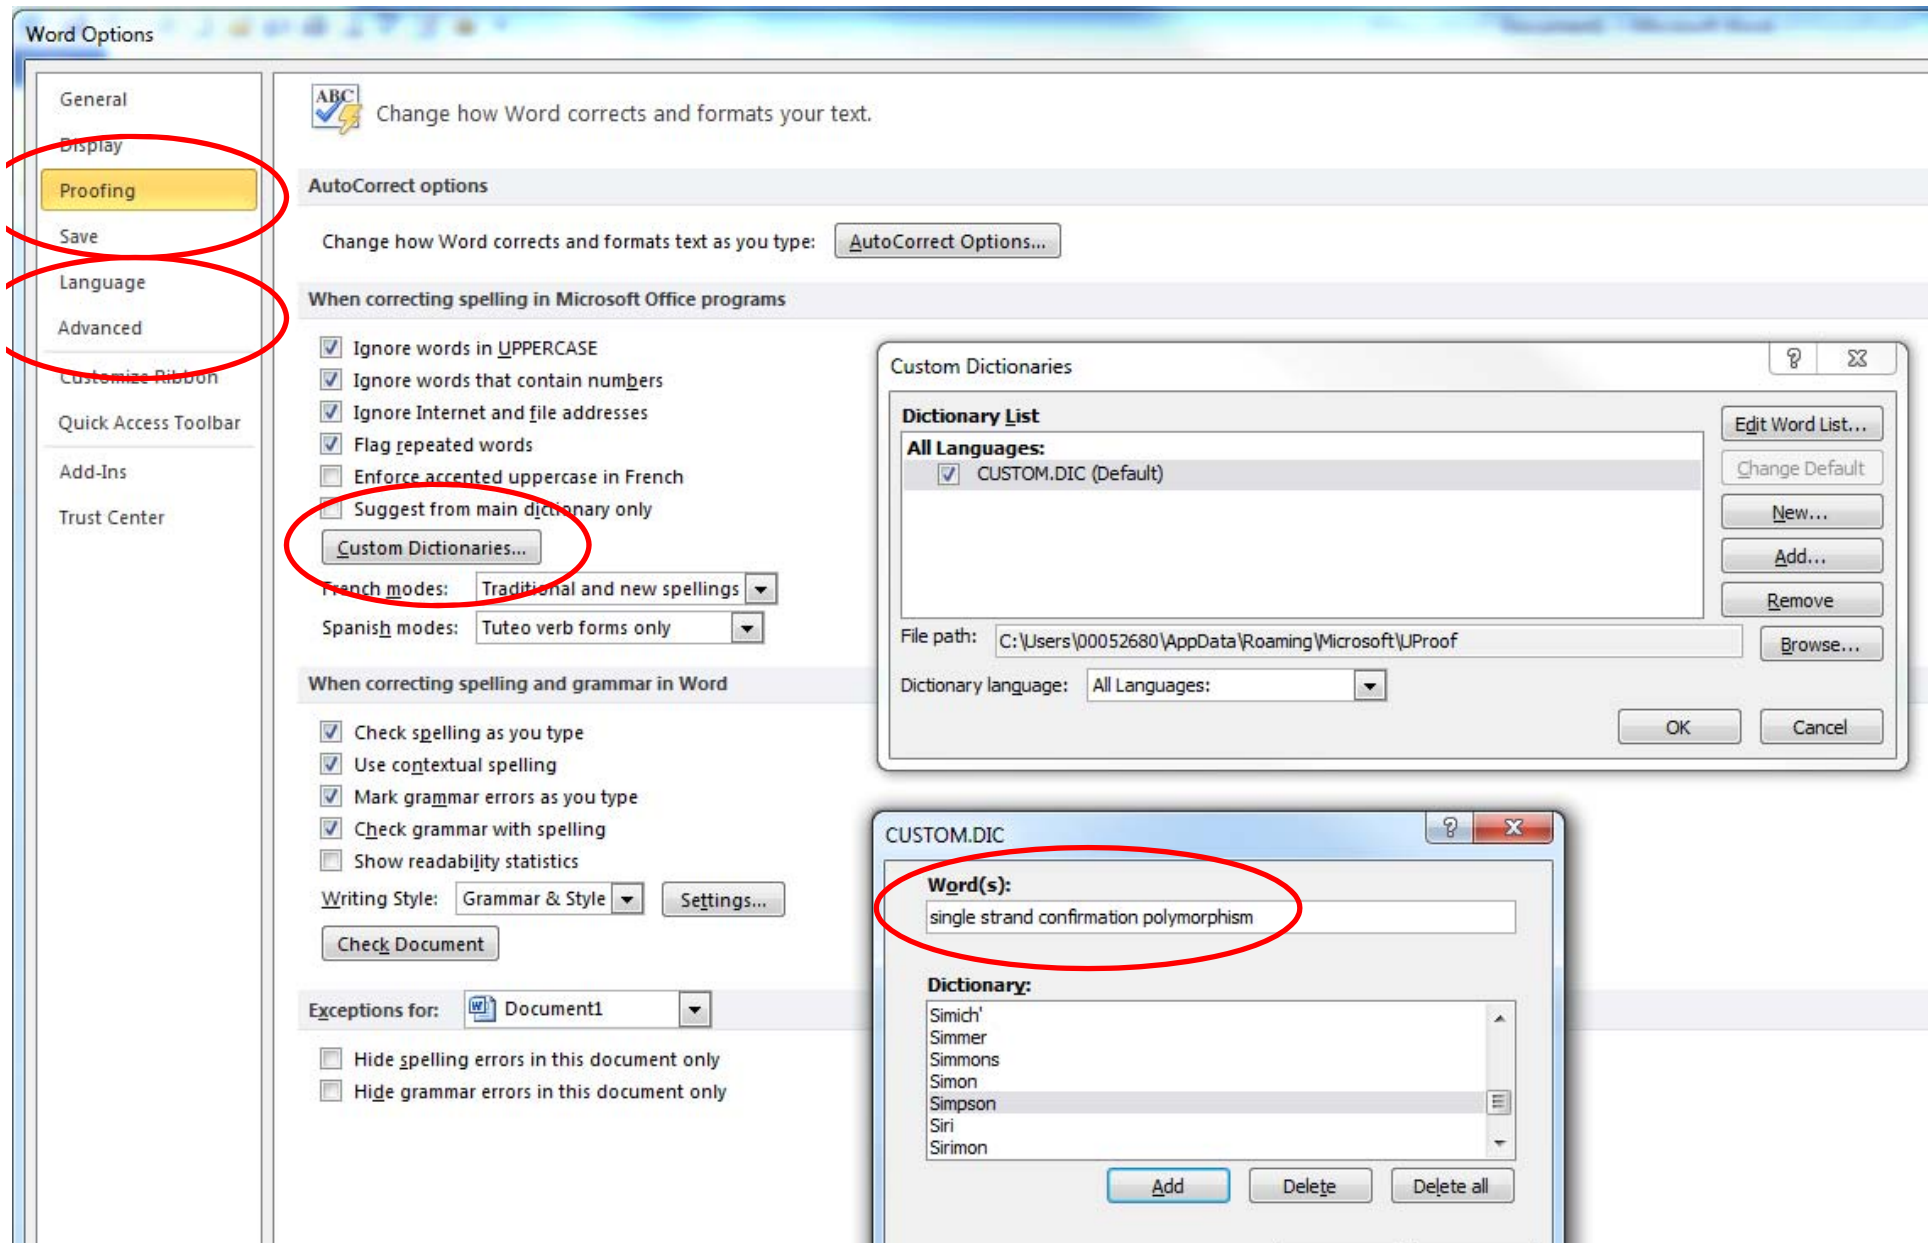 Word Options
General
Display
Proofing
Save
Language
Advanced
Customize Ribbon
Quick Access Toolbar
Add-Ins
Trust Center
ABC
Change how Word corrects and formats your text.
AutoCorrect options
Change how Word corrects and formats text as you type: AutoCorrect Options...
When correcting spelling in Microsoft Office programs
Ignore words in UPPERCASE
Ignore words that contain numbers
Ignore Internet and file addresses
Flag repeated words
Enforce accented uppercase in French
Suggest from main dictionary only
Custom Dictionaries...
French modes: Traditional and new spellings
Spanish modes: Tuteo verb forms only
When correcting spelling and grammar in Word
Check spelling as you type
Use contextual spelling
Mark grammar errors as you type
Check grammar with spelling
Show readability statistics
Writing Style: Grammar & Style Settings...
Check Document
Exceptions for: Document1
Hide spelling errors in this document only
Hide grammar errors in this document only
Custom Dictionaries
Dictionary List
All Languages:
CUSTOM.DIC (Default)
Edit Word List...
Change Default
New...
Add...
Remove
File path: C:\Users\00052680\AppData\Roaming\Microsoft\UProof Browse...
Dictionary language: All Languages:
OK Cancel
CUSTOM.DIC
Word(s):
single strand confirmation polymorphism
Dictionary:
Simich'
Simmer
Simmons
Simon
Simpson
Siri
Sirimon
Add Delete Delete all